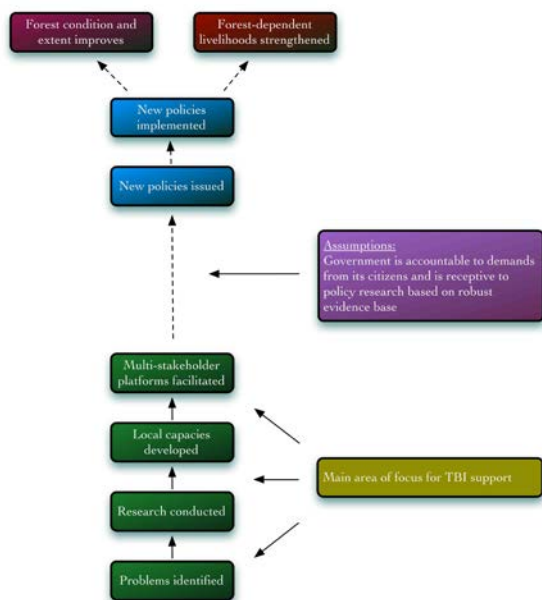 Forest condition and
extent improves
Forest-dependent
livelihoods strengthened
New policies
implemented
New policies issued
Assumptions:
Government is accountable to demands
from its citizens and is receptive to
policy research based on robust
evidence base
Multi-stakeholder
platforms facilitated
Local capacies
developed
Main area of focus for TBI support
Research conducted
Problems identified